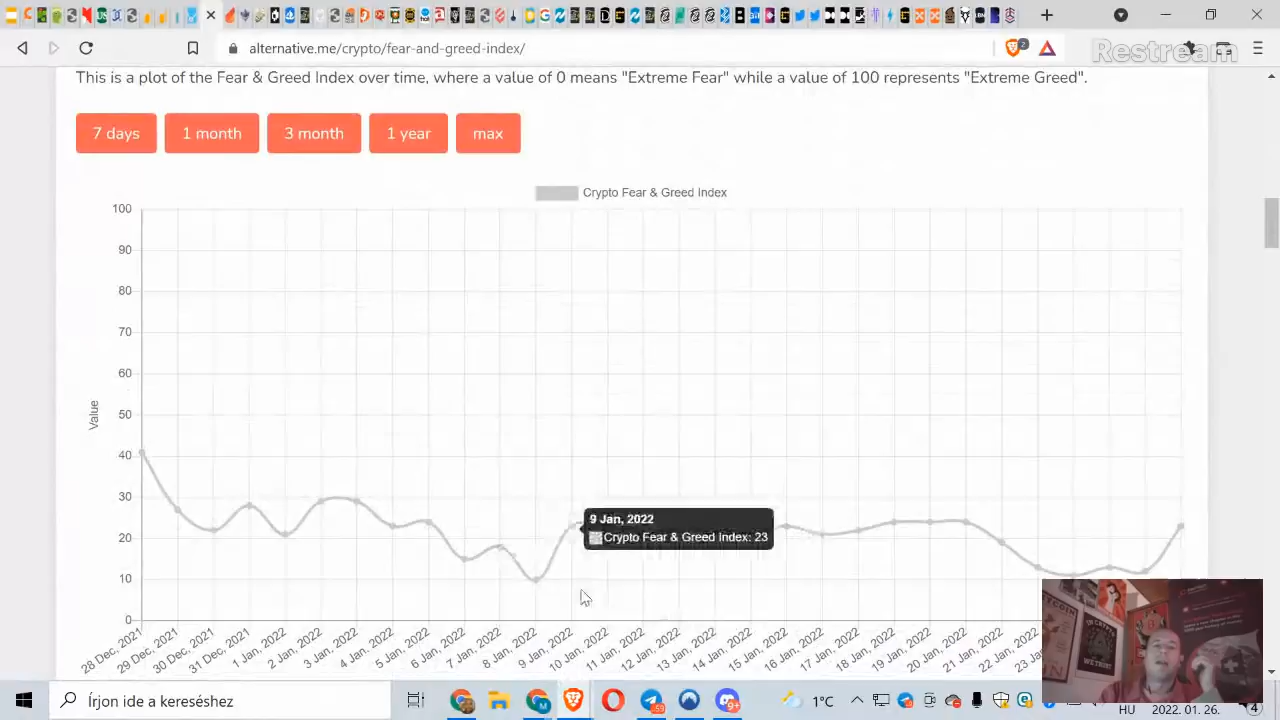 alternative.me/crypto/fear-and-greed-index/
2
Restream
This is a plot of the Fear & Greed Index over time, where a value of 0 means "Extreme Fear" while a value of 100 represents "Extreme Greed".
7 days 1 month 3 month 1 year max
Crypto Fear & Greed Index
100
90
80
70
60
50
40
30
20
10
0
Value
9 Jan, 2022
Crypto Fear & Greed Index: 23
28 Dec, 2021
29 Dec, 2021
30 Dec, 2021
31 Dec, 2021
1 Jan, 2022
2 Jan, 2022
3 Jan, 2022
4 Jan, 2022
5 Jan, 2022
6 Jan, 2022
7 Jan, 2022
8 Jan, 2022
9 Jan, 2022
10 Jan, 2022
11 Jan, 2022
12 Jan, 2022
13 Jan, 2022
14 Jan, 2022
15 Jan, 2022
16 Jan, 2022
17 Jan, 2022
18 Jan, 2022
19 Jan, 2022
20 Jan, 2022
21 Jan, 2022
22 Jan, 2022
IN CRYPTO
WE TRUST
Írjon ide a kereséshez
1°C
HU
2022. 01. 26.